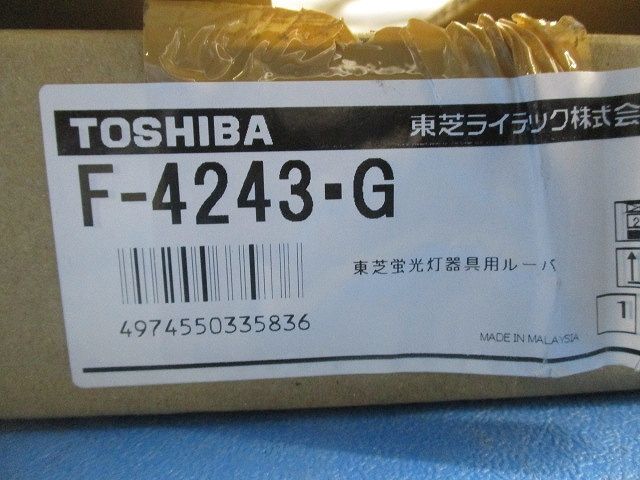 TOSHIBA 東芝ライテック株式会
F-4243・G
東芝蛍光灯器具用ルーバ
4974550335836
2
1
MADE IN MALAYSIA